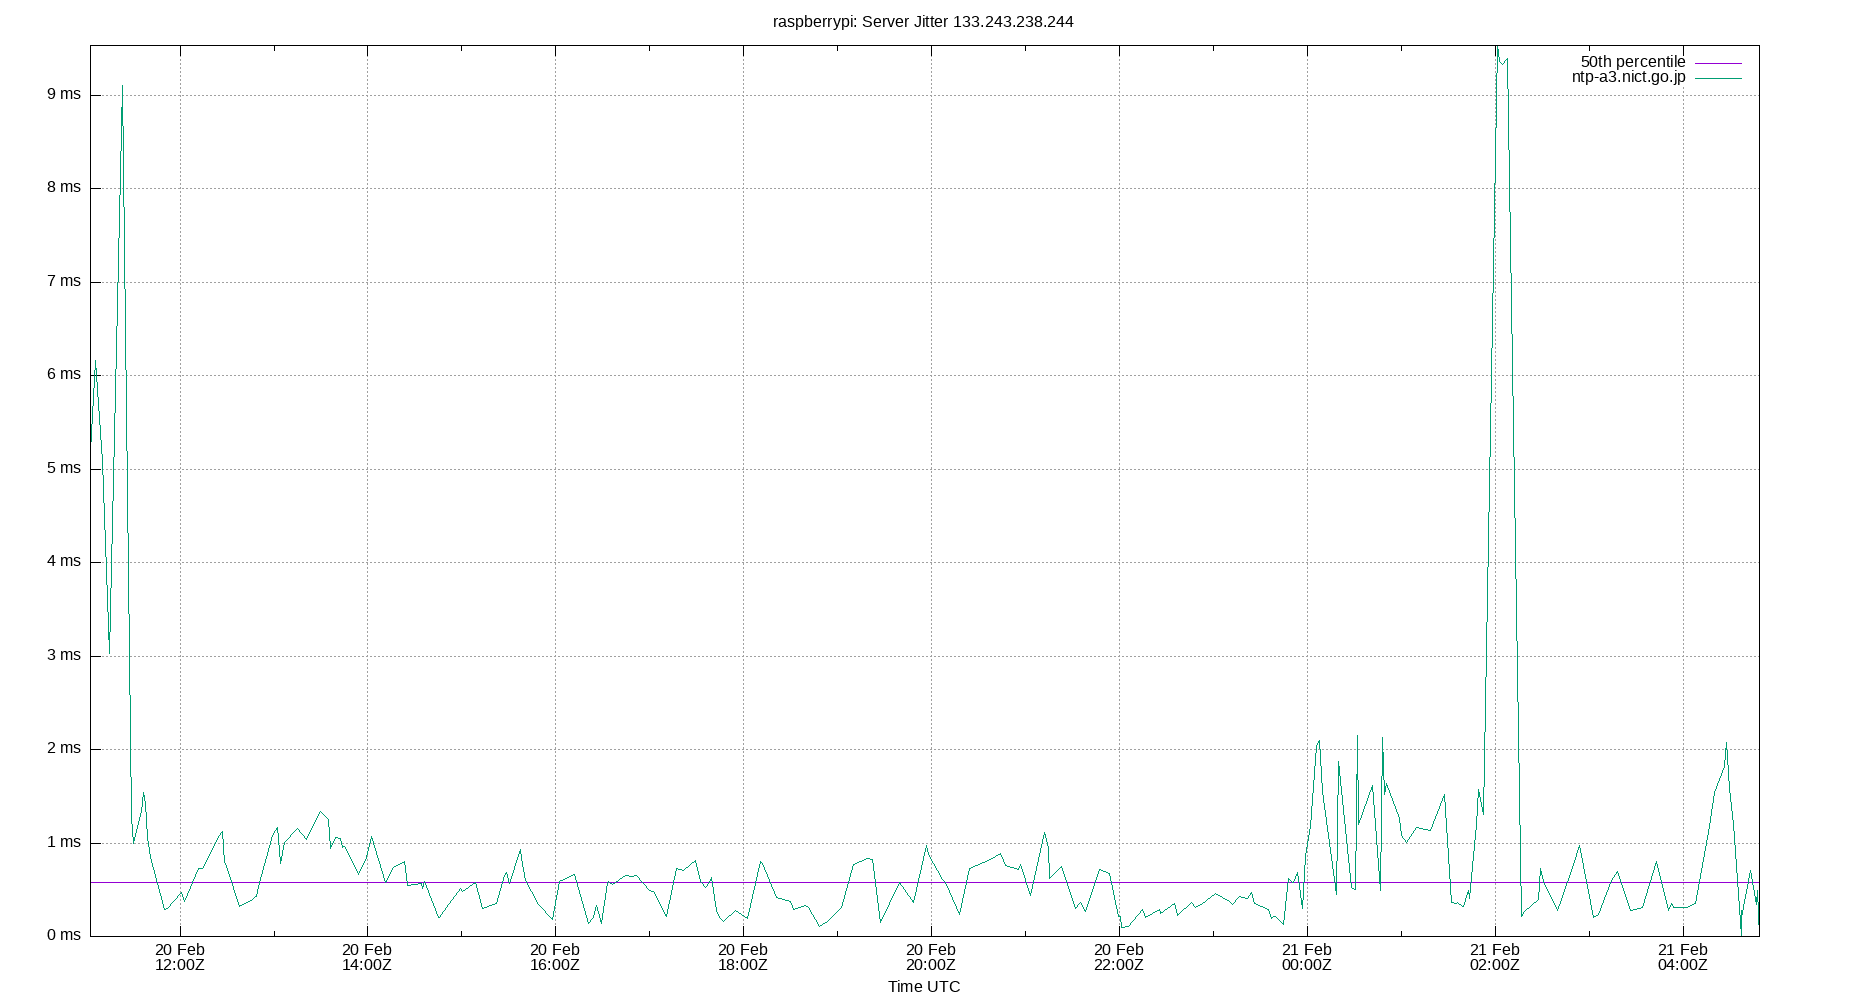 raspberrypi: Server Jitter 133.243.238.244
50th percentile
ntp-a3.nict.go.jp
9 ms
8 ms
7 ms
6 ms
5 ms
4 ms
3 ms
2 ms
1 ms
0 ms
20 Feb 20 Feb 20 Feb 20 Feb 20 Feb 20 Feb 21 Feb 21 Feb 21 Feb
12:00Z 14:00Z 16:00Z 18:00Z 20:00Z 22:00Z 00:00Z 02:00Z 04:00Z
Time UTC